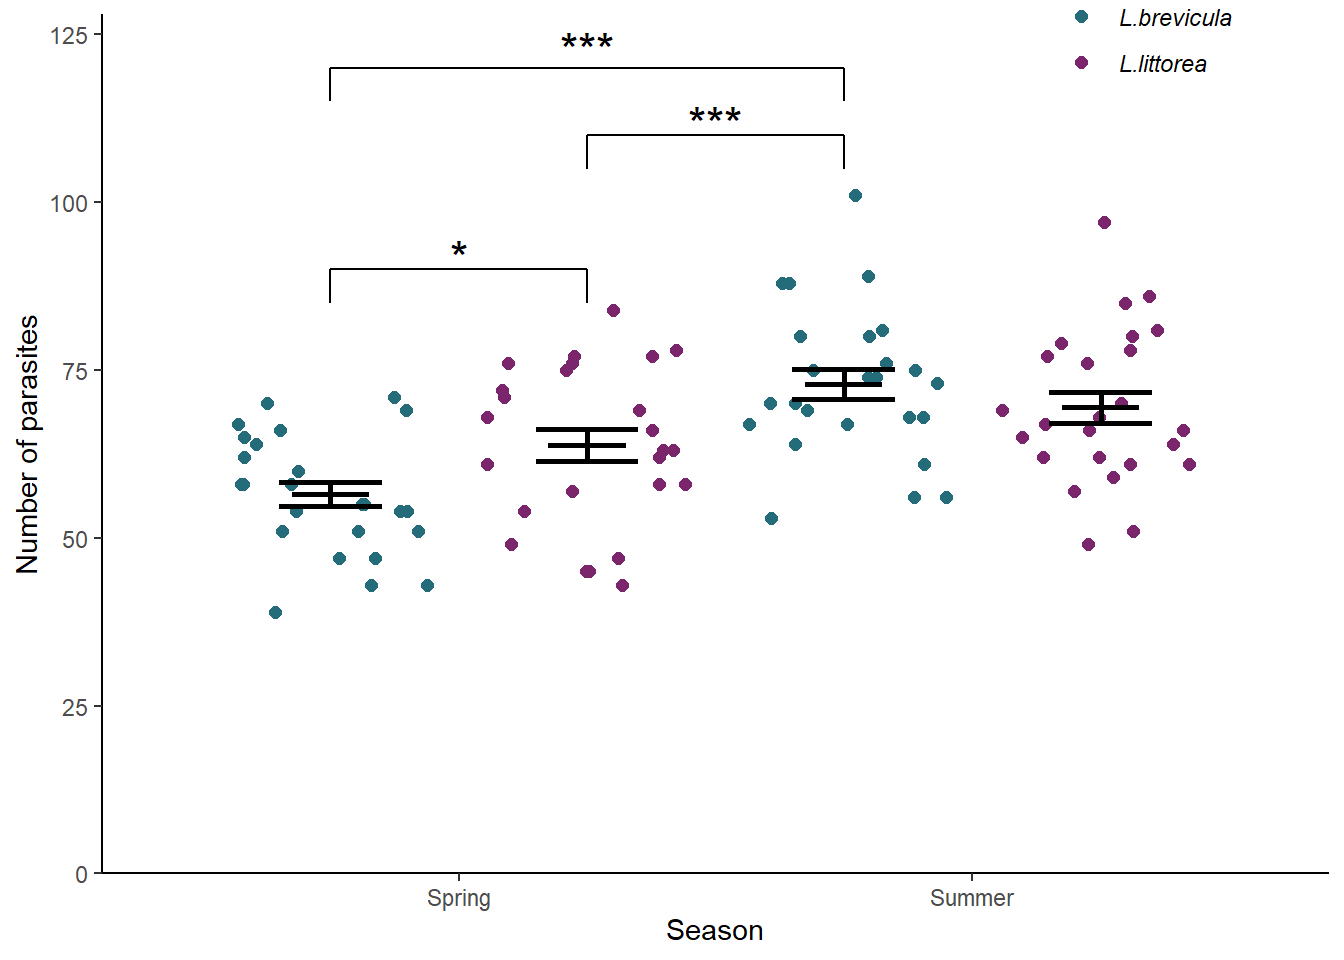 L.brevicula
L.littorea
125
100
75
50
25
0
***
***
*
Number of parasites
Spring
Summer
Season